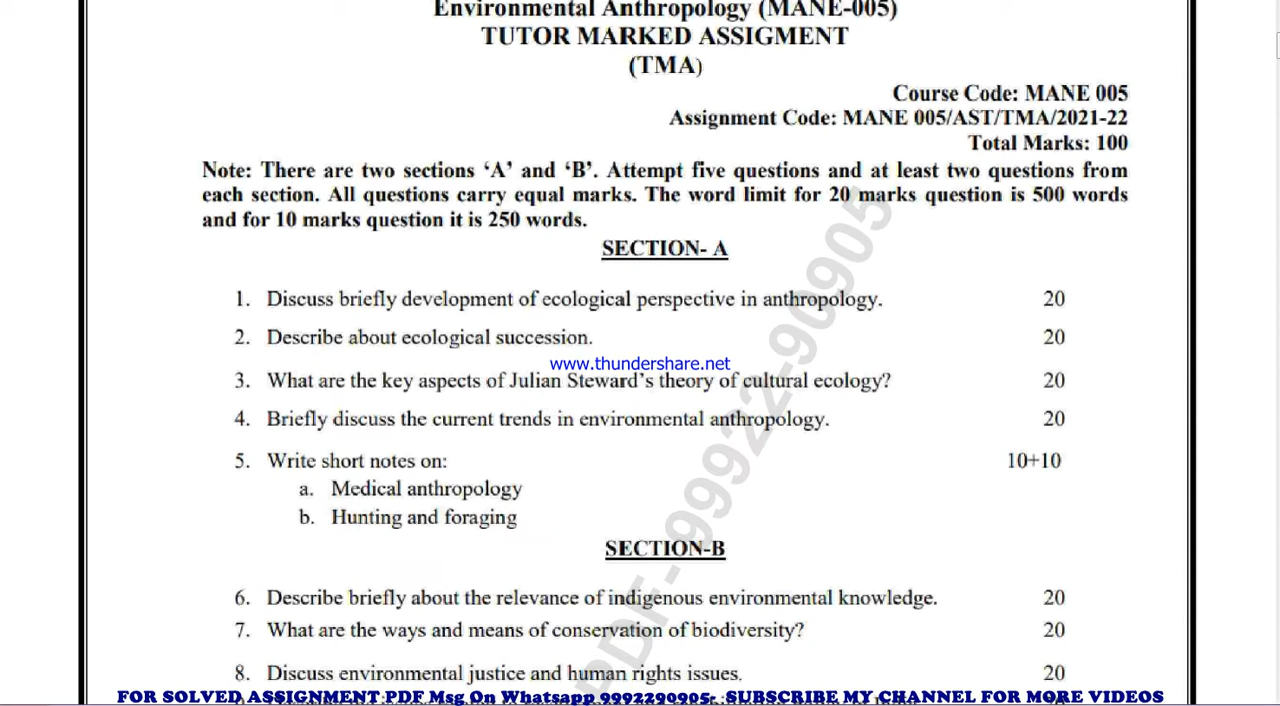 Environmental Anthropology (MANE-005)
TUTOR MARKED ASSIGMENT
(TMA)
Course Code: MANE 005
Assignment Code: MANE 005/AST/TMA/2021-22
Total Marks: 100
Note: There are two sections ‘A’ and ‘B’. Attempt five questions and at least two questions from
each section. All questions carry equal marks. The word limit for 20 marks question is 500 words
and for 10 marks question it is 250 words.
SECTION- A
1. Discuss briefly development of ecological perspective in anthropology. 20
2. Describe about ecological succession. 20
www.thundershare.net
3. What are the key aspects of Julian Steward’s theory of cultural ecology? 20
4. Briefly discuss the current trends in environmental anthropology. 20
5. Write short notes on: 10+10
a. Medical anthropology
b. Hunting and foraging
SECTION-B
6. Describe briefly about the relevance of indigenous environmental knowledge. 20
7. What are the ways and means of conservation of biodiversity? 20
8. Discuss environmental justice and human rights issues. 20
PDF-99922-90905
FOR SOLVED ASSIGNMENT PDF Msg On Whatsapp 9992290905- SUBSCRIBE MY CHANNEL FOR MORE VIDEOS